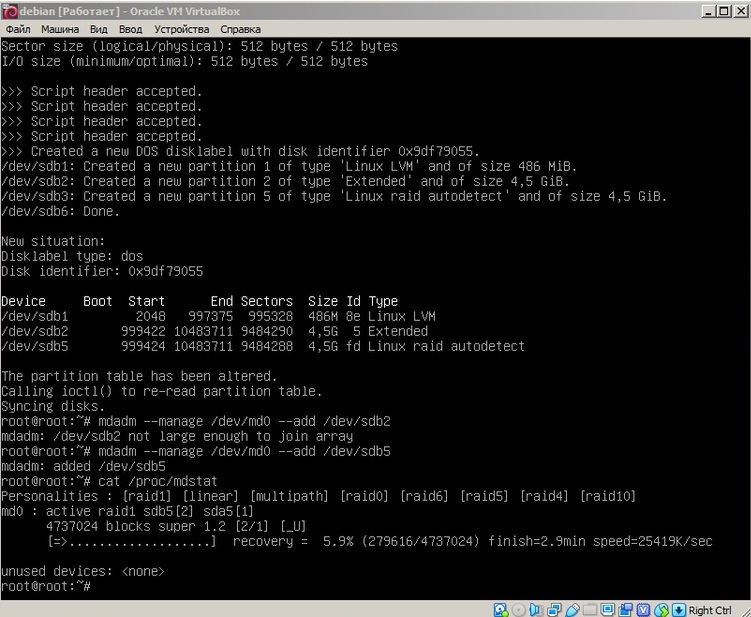 debian [Работает] - Oracle VM VirtualBox
Файл Машина Вид Ввод Устройства Справка
Sector size (logical/physical): 512 bytes / 512 bytes
I/O size (minimum/optimal): 512 bytes / 512 bytes
>>> Script header accepted.
>>> Script header accepted.
>>> Script header accepted.
>>> Script header accepted.
>>> Created a new DOS disklabel with disk identifier 0x9df79055.
/dev/sdb1: Created a new partition 1 of type 'Linux LVM' and of size 486 MiB.
/dev/sdb2: Created a new partition 2 of type 'Extended' and of size 4,5 GiB.
/dev/sdb3: Created a new partition 5 of type 'Linux raid autodetect' and of size 4,5 GiB.
/dev/sdb6: Done.
New situation:
Disklabel type: dos
Disk identifier: 0x9df79055
Device Boot Start End Sectors Size Id Type
/dev/sdb1 2048 997375 995328 486M 8e Linux LVM
/dev/sdb2 999422 10483711 9484290 4,5G 5 Extended
/dev/sdb5 999424 10483711 9484288 4,5G fd Linux raid autodetect
The partition table has been altered.
Calling ioctl() to re-read partition table.
Syncing disks.
root@root:~# mdadm --manage /dev/md0 --add /dev/sdb2
mdadm: /dev/sdb2 not large enough to join array
root@root:~# mdadm --manage /dev/md0 --add /dev/sdb5
mdadm: added /dev/sdb5
root@root:~# cat /proc/mdstat
Personalities : [raid1] [linear] [multipath] [raid0] [raid6] [raid5] [raid4] [raid10]
md0 : active raid1 sdb5[2] sda5[1]
4737024 blocks super 1.2 [2/1] [_U]
[=>...................] recovery = 5.9% (279616/4737024) finish=2.9min speed=25419K/sec
unused devices: <none>
root@root:~#
Right Ctrl